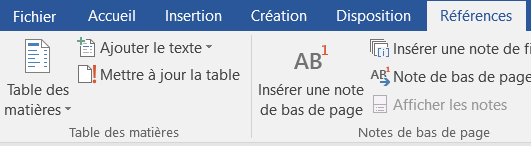 Fichier Accueil Insertion Création Disposition Références
Table des matières
Ajouter le texte
Mettre à jour la table
Table des matières
AB1
Insérer une note
de bas de page
Insérer une note de fi
AB1
Note de bas de page
Afficher les notes
Notes de bas de page